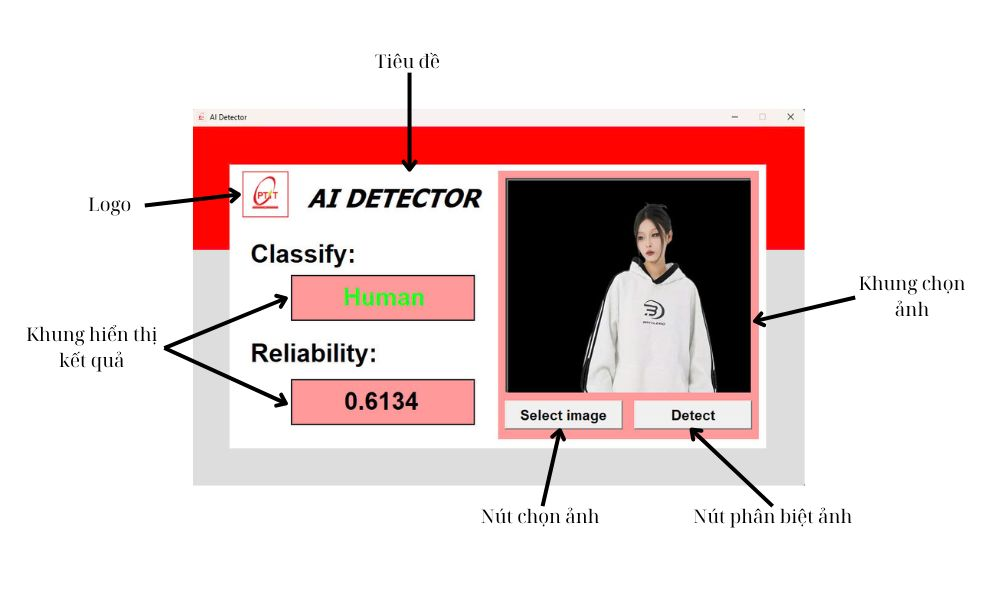 Tiêu đề
AI Detector
Logo
PTIT
AI DETECTOR
Classify:
Human
Khung chọn
ảnh
Khung hiển thị
kết quả
Reliability:
0.6134
Select image
Detect
Nút chọn ảnh
Nút phân biệt ảnh